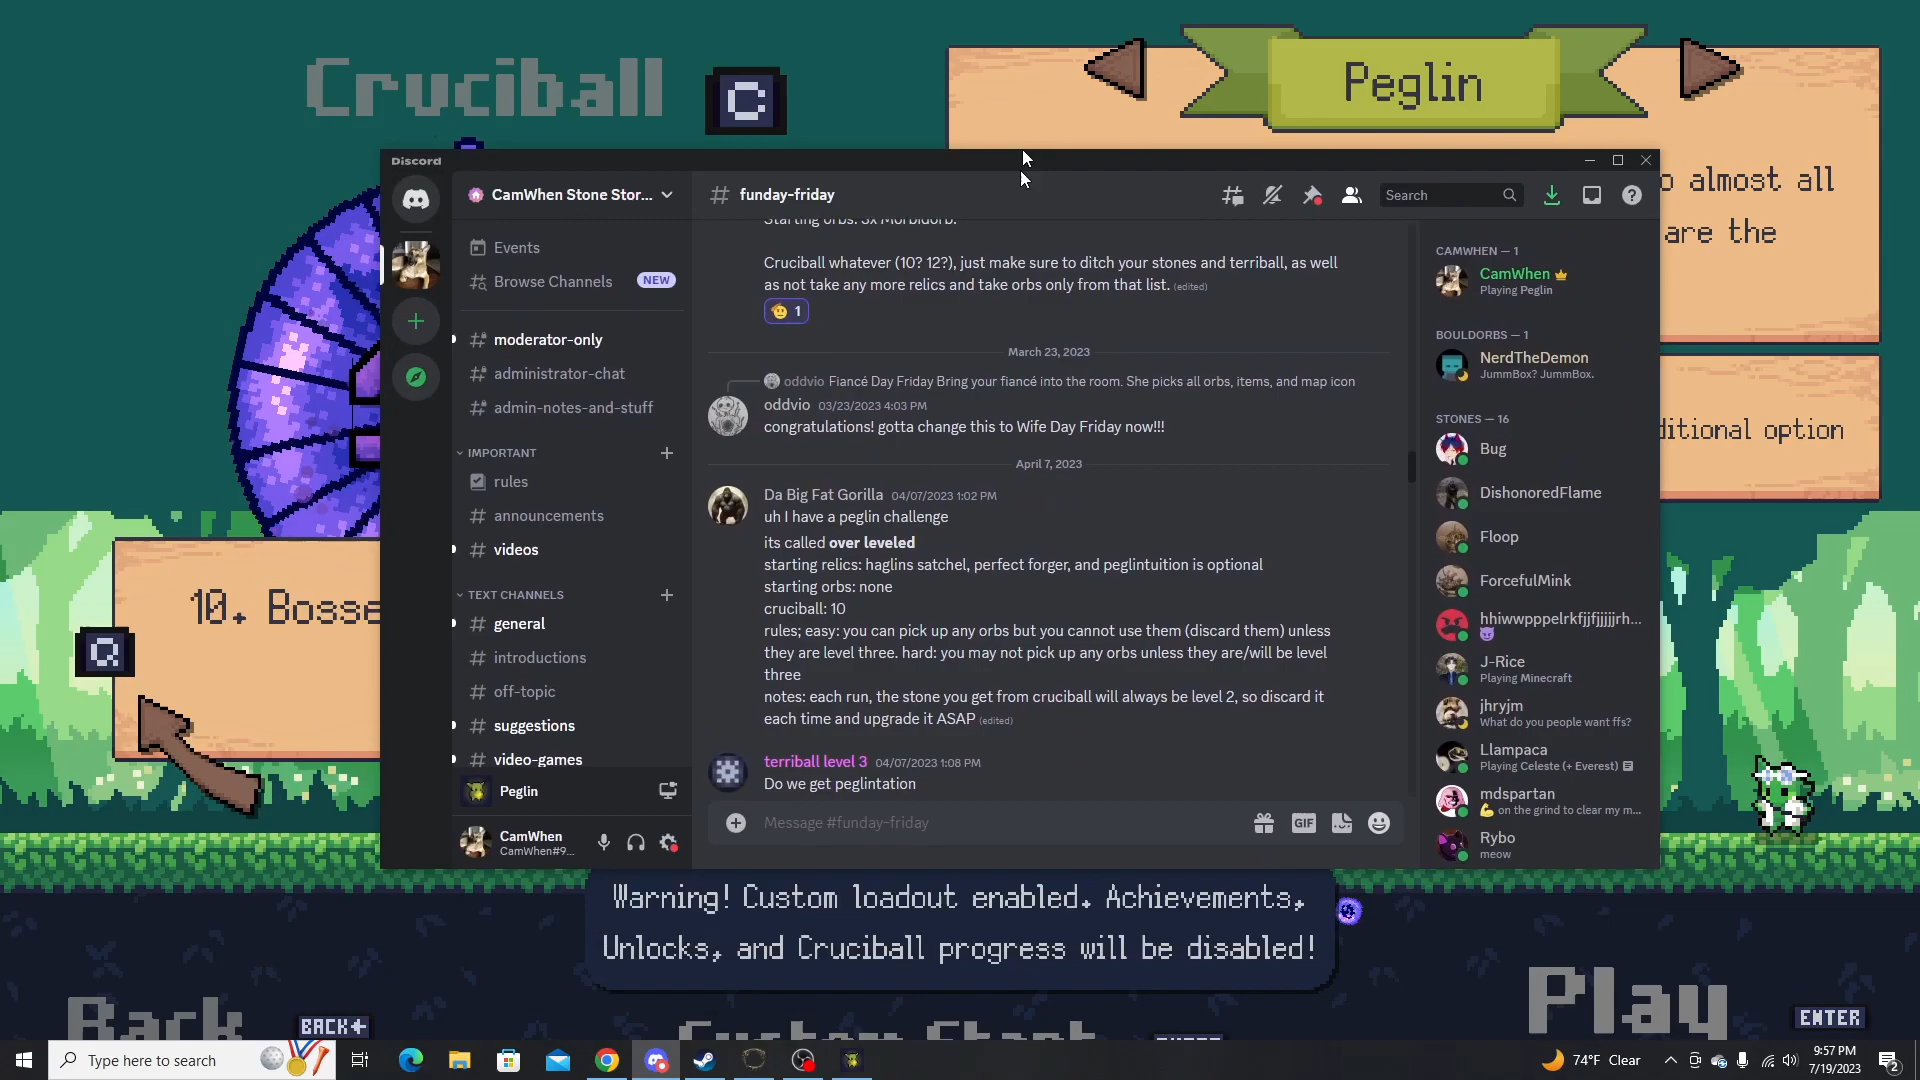 Cruciball
C
Peglin
o almost all
are the
ditional option
10. Bosse
Q
Discord
CamWhen Stone Stor...
Events
Browse Channels NEW
moderator-only
administrator-chat
admin-notes-and-stuff
IMPORTANT
rules
announcements
videos
TEXT CHANNELS
general
introductions
off-topic
suggestions
video-games
Peglin
CamWhen
CamWhen#9...
funday-friday
Search
Starting orbs: 3x Morbidorb.
Cruciball whatever (10? 12?), just make sure to ditch your stones and terriball, as well
as not take any more relics and take orbs only from that list. (edited)
1
March 23, 2023
oddvio Fiancé Day Friday Bring your fiancé into the room. She picks all orbs, items, and map icon
oddvio 03/23/2023 4:03 PM
congratulations! gotta change this to Wife Day Friday now!!!
April 7, 2023
Da Big Fat Gorilla 04/07/2023 1:02 PM
uh I have a peglin challenge
its called over leveled
starting relics: haglins satchel, perfect forger, and peglintuition is optional
starting orbs: none
cruciball: 10
rules; easy: you can pick up any orbs but you cannot use them (discard them) unless
they are level three. hard: you may not pick up any orbs unless they are/will be level
three
notes: each run, the stone you get from cruciball will always be level 2, so discard it
each time and upgrade it ASAP (edited)
terriball level 3 04/07/2023 1:08 PM
Do we get peglintation
Message #funday-friday
GIF
CAMWHEN — 1
CamWhen
Playing Peglin
BOULDORBS — 1
NerdTheDemon
JummBox? JummBox.
STONES — 16
Bug
DishonoredFlame
Floop
ForcefulMink
hhiwwpppelrkfjjfjjjjjrh...
J-Rice
Playing Minecraft
jhryjm
What do you people want ffs?
Llampaca
Playing Celeste (+ Everest)
mdspartan
on the grind to clear my m...
Rybo
meow
Warning! Custom loadout enabled. Achievements,
Unlocks, and Cruciball progress will be disabled!
Back
BACK
Custom Start
Play
ENTER
Type here to search
74°F Clear
9:57 PM
7/19/2023
2